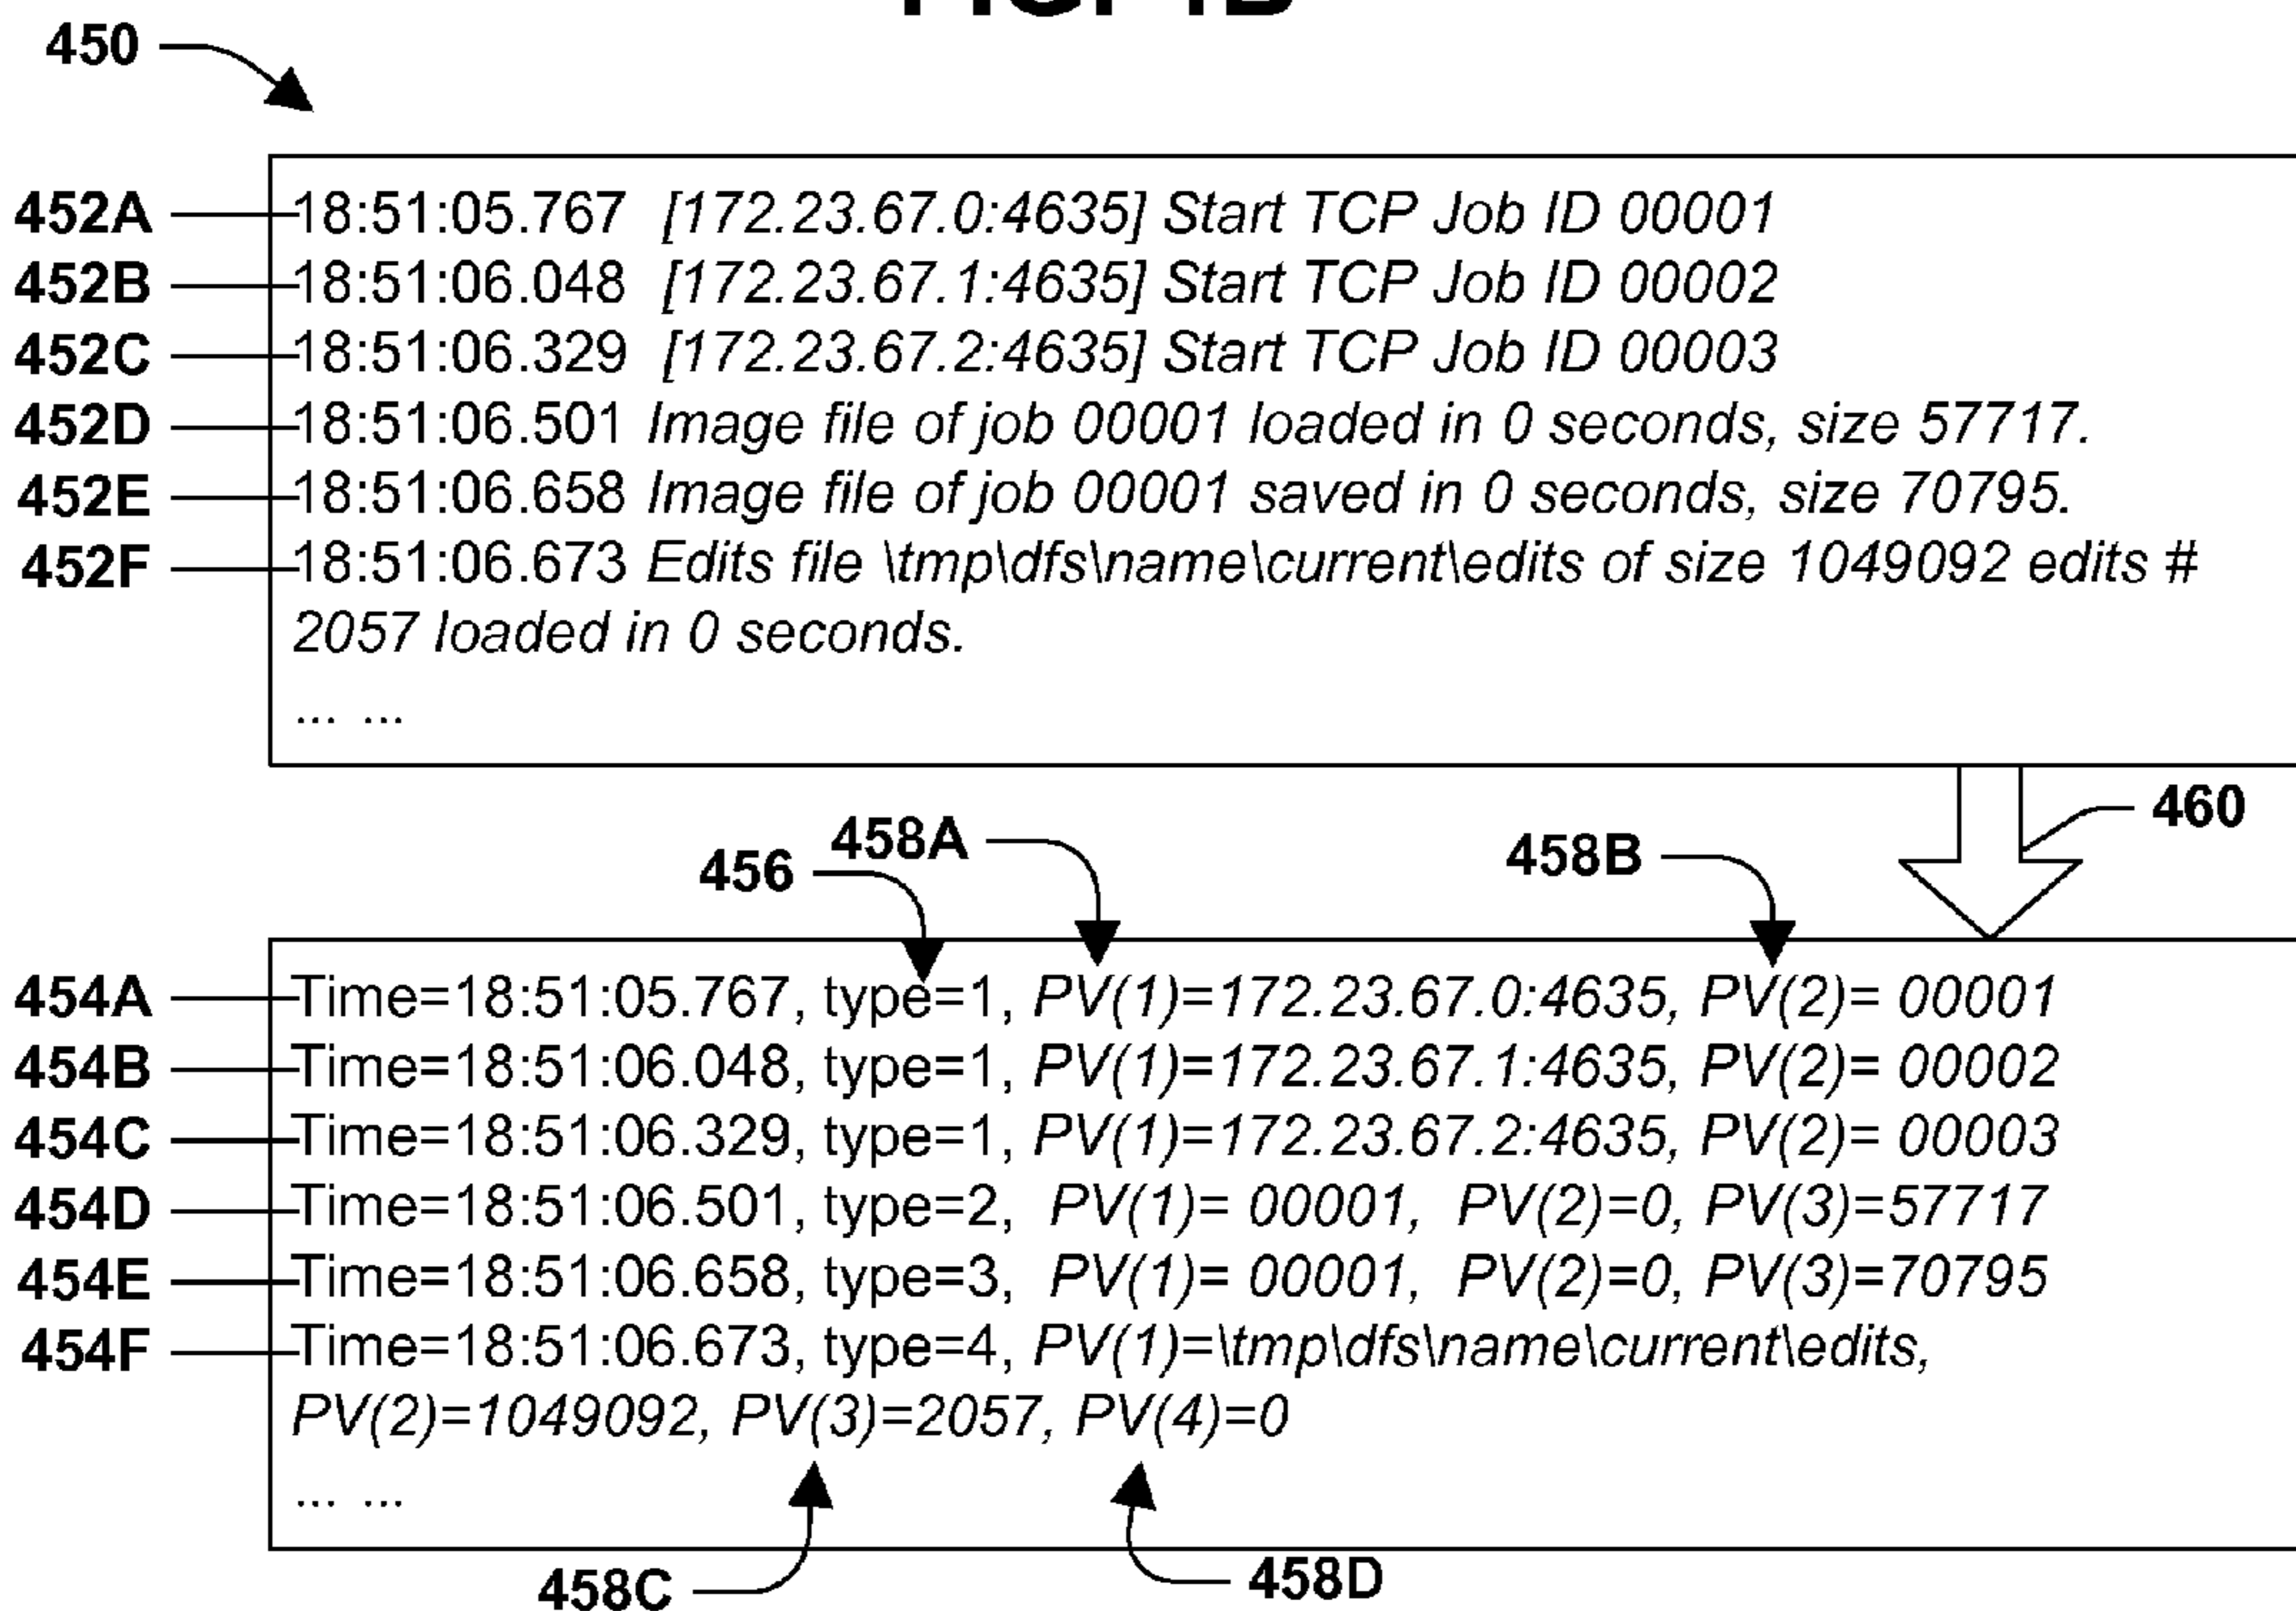 450
452A 18:51:05.767 [172.23.67.0:4635] Start TCP Job ID 00001
452B 18:51:06.048 [172.23.67.1:4635] Start TCP Job ID 00002
452C 18:51:06.329 [172.23.67.2:4635] Start TCP Job ID 00003
452D 18:51:06.501 Image file of job 00001 loaded in 0 seconds, size 57717.
452E 18:51:06.658 Image file of job 00001 saved in 0 seconds, size 70795.
452F 18:51:06.673 Edits file \tmp\dfs\name\current\edits of size 1049092 edits #
2057 loaded in 0 seconds.
... ...
460
456 458A 458B
454A Time=18:51:05.767, type=1, PV(1)=172.23.67.0:4635, PV(2)= 00001
454B Time=18:51:06.048, type=1, PV(1)=172.23.67.1:4635, PV(2)= 00002
454C Time=18:51:06.329, type=1, PV(1)=172.23.67.2:4635, PV(2)= 00003
454D Time=18:51:06.501, type=2, PV(1)= 00001, PV(2)=0, PV(3)=57717
454E Time=18:51:06.658, type=3, PV(1)= 00001, PV(2)=0, PV(3)=70795
454F Time=18:51:06.673, type=4, PV(1)=\tmp\dfs\name\current\edits,
PV(2)=1049092, PV(3)=2057, PV(4)=0
... ...
458C 458D